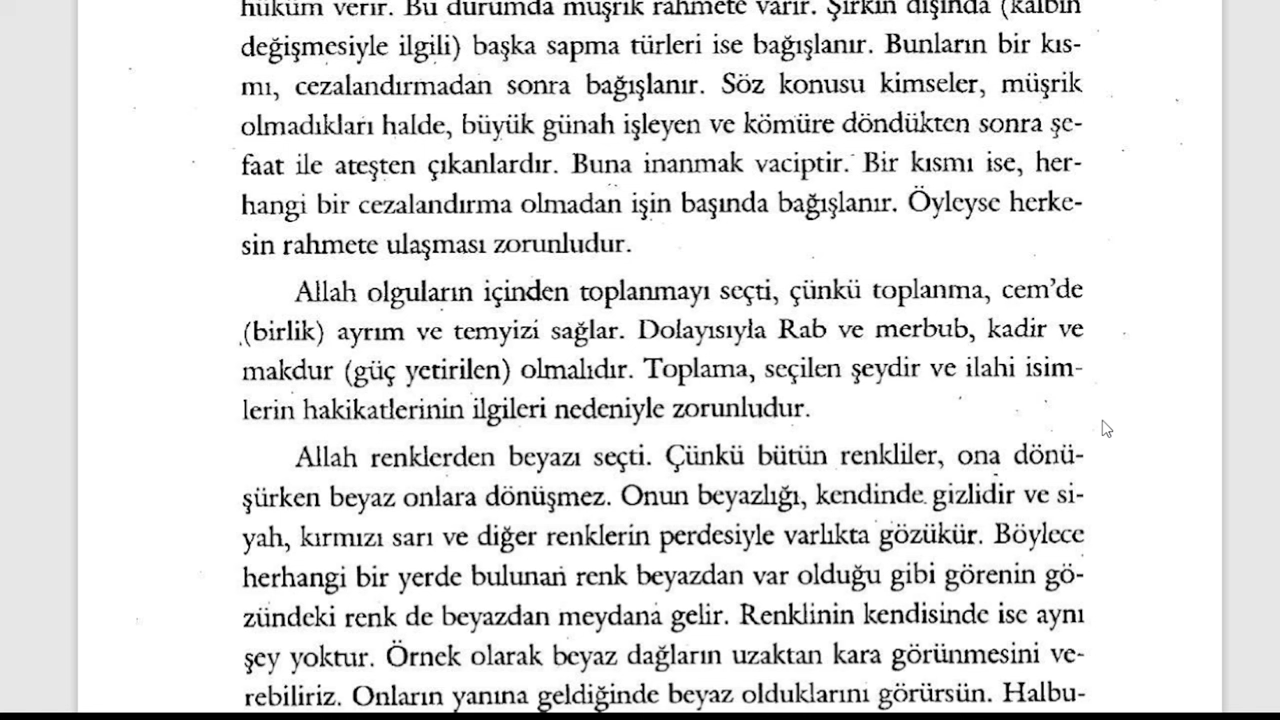 hüküm verir. Bu durumda müşrik rahmete varır. Şirkin dışında (kalbin
değişmesiyle ilgili) başka sapma türleri ise bağışlanır. Bunların bir kıs-
mı, cezalandırmadan sonra bağışlanır. Söz konusu kimseler, müşrik
olmadıkları halde, büyük günah işleyen ve kömüre döndükten sonra şe-
faat ile ateşten çıkanlardır. Buna inanmak vaciptir. Bir kısmı ise, her-
hangi bir cezalandırma olmadan işin başında bağışlanır. Öyleyse herke-
sin rahmete ulaşması zorunludur.
Allah olguların içinden toplanmayı seçti, çünkü toplanma, cem'de
(birlik) ayrım ve temyizi sağlar. Dolayısıyla Rab ve merbub, kadir ve
makdur (güç yetirilen) olmalıdır. Toplama, seçilen şeydir ve ilahi isim-
lerin hakikatlerinin ilgileri nedeniyle zorunludur.
Allah renklerden beyazı seçti. Çünkü bütün renkliler, ona dönü-
şürken beyaz onlara dönüşmez. Onun beyazlığı, kendinde gizlidir ve si-
yah, kırmızı sarı ve diğer renklerin perdesiyle varlıkta gözükür. Böylece
herhangi bir yerde bulunan renk beyazdan var olduğu gibi görenin gö-
zündeki renk de beyazdan meydana gelir. Renklinin kendisinde ise aynı
şey yoktur. Örnek olarak beyaz dağların uzaktan kara görünmesini ve-
rebiliriz. Onların yanına geldiğinde beyaz olduklarını görürsün. Halbu-